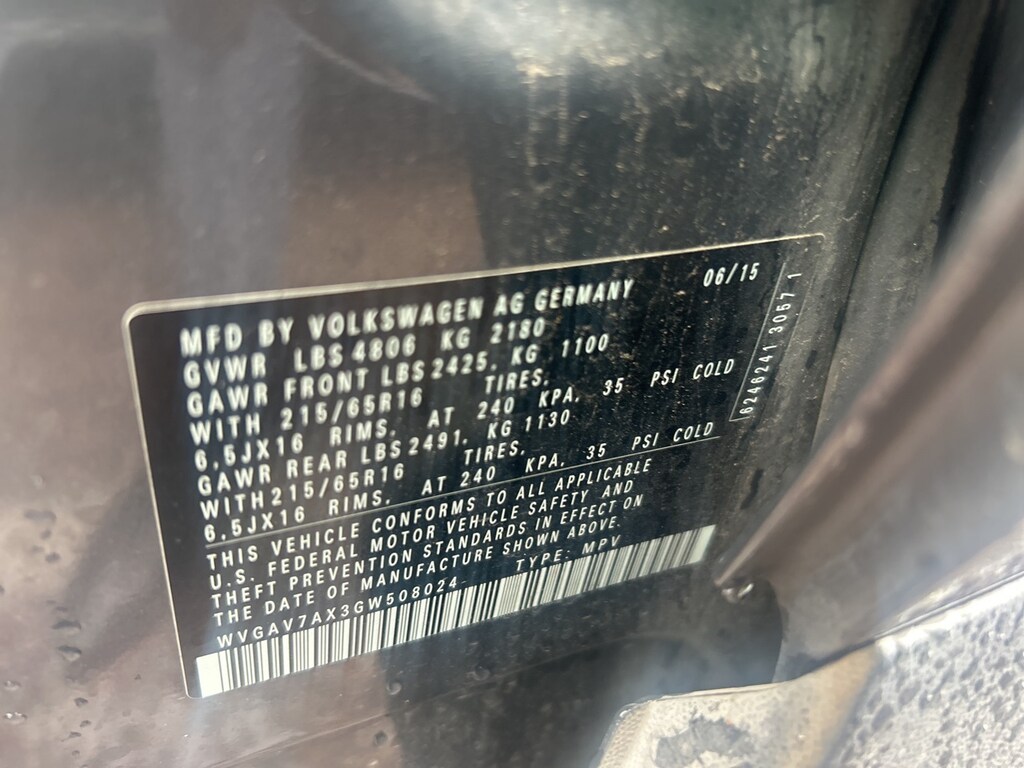 MFD BY VOLKSWAGEN AG GERMANY 06/15
GVWR LBS 4806 KG 2180
GAWR FRONT LBS 2425. KG 1100
WITH 215/65R16 TIRES.
6,5JX16 RIMS. AT 240 KPA. 35 PSI COLD
GAWR REAR LBS 2491. KG 1130
WITH 215/65R16 TIRES.
6,5JX16 RIMS. AT 240 KPA. 35 PSI COLD
THIS VEHICLE CONFORMS TO ALL APPLICABLE
U.S. FEDERAL MOTOR VEHICLE SAFETY AND
THEFT PREVENTION STANDARDS IN EFFECT ON
THE DATE OF MANUFACTURE SHOWN ABOVE.
WVGAV7AX3GW508024. TYPE: MPV
6246241 3057 1